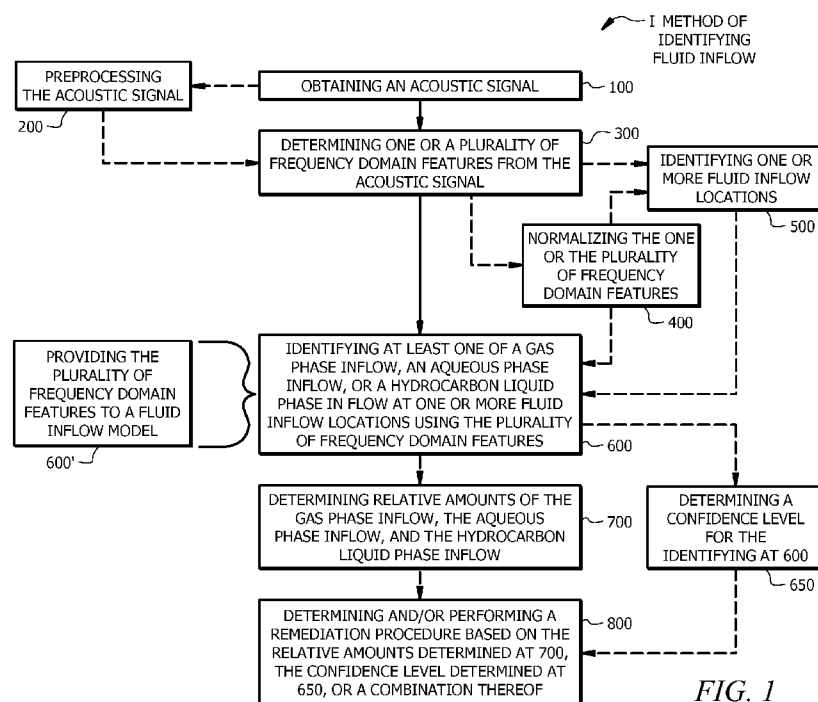 I METHOD OF
IDENTIFYING
FLUID INFLOW
PREPROCESSING
THE ACOUSTIC SIGNAL
200
OBTAINING AN ACOUSTIC SIGNAL
100
300
DETERMINING ONE OR A PLURALITY OF
FREQUENCY DOMAIN FEATURES FROM THE
ACOUSTIC SIGNAL
IDENTIFYING ONE
OR MORE FLUID INFLOW
LOCATIONS
500
NORMALIZING THE ONE
OR THE PLURALITY
OF FREQUENCY
DOMAIN FEATURES
400
PROVIDING THE
PLURALITY OF
FREQUENCY DOMAIN
FEATURES TO A FLUID
INFLOW MODEL
600'
IDENTIFYING AT LEAST ONE OF A GAS
PHASE INFLOW, AN AQUEOUS PHASE
INFLOW, OR A HYDROCARBON LIQUID
PHASE IN FLOW AT ONE OR MORE FLUID
INFLOW LOCATIONS USING THE PLURALITY
OF FREQUENCY DOMAIN FEATURES
600
DETERMINING RELATIVE AMOUNTS OF THE
GAS PHASE INFLOW, THE AQUEOUS
PHASE INFLOW, AND THE HYDROCARBON
LIQUID PHASE INFLOW
700
DETERMINING A
CONFIDENCE LEVEL
FOR THE
IDENTIFYING AT 600
650
800
DETERMINING AND/OR PERFORMING A
REMEDIATION PROCEDURE BASED ON THE
RELATIVE AMOUNTS DETERMINED AT 700,
THE CONFIDENCE LEVEL DETERMINED AT
650, OR A COMBINATION THEREOF
FIG. 1